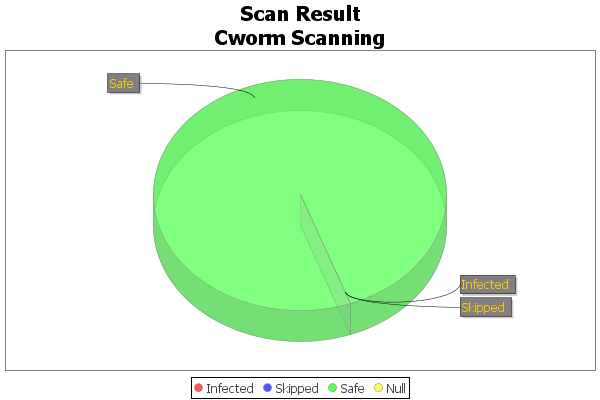 Scan Result
Cworm Scanning
Safe
Infected
Skipped
Infected Skipped Safe Null